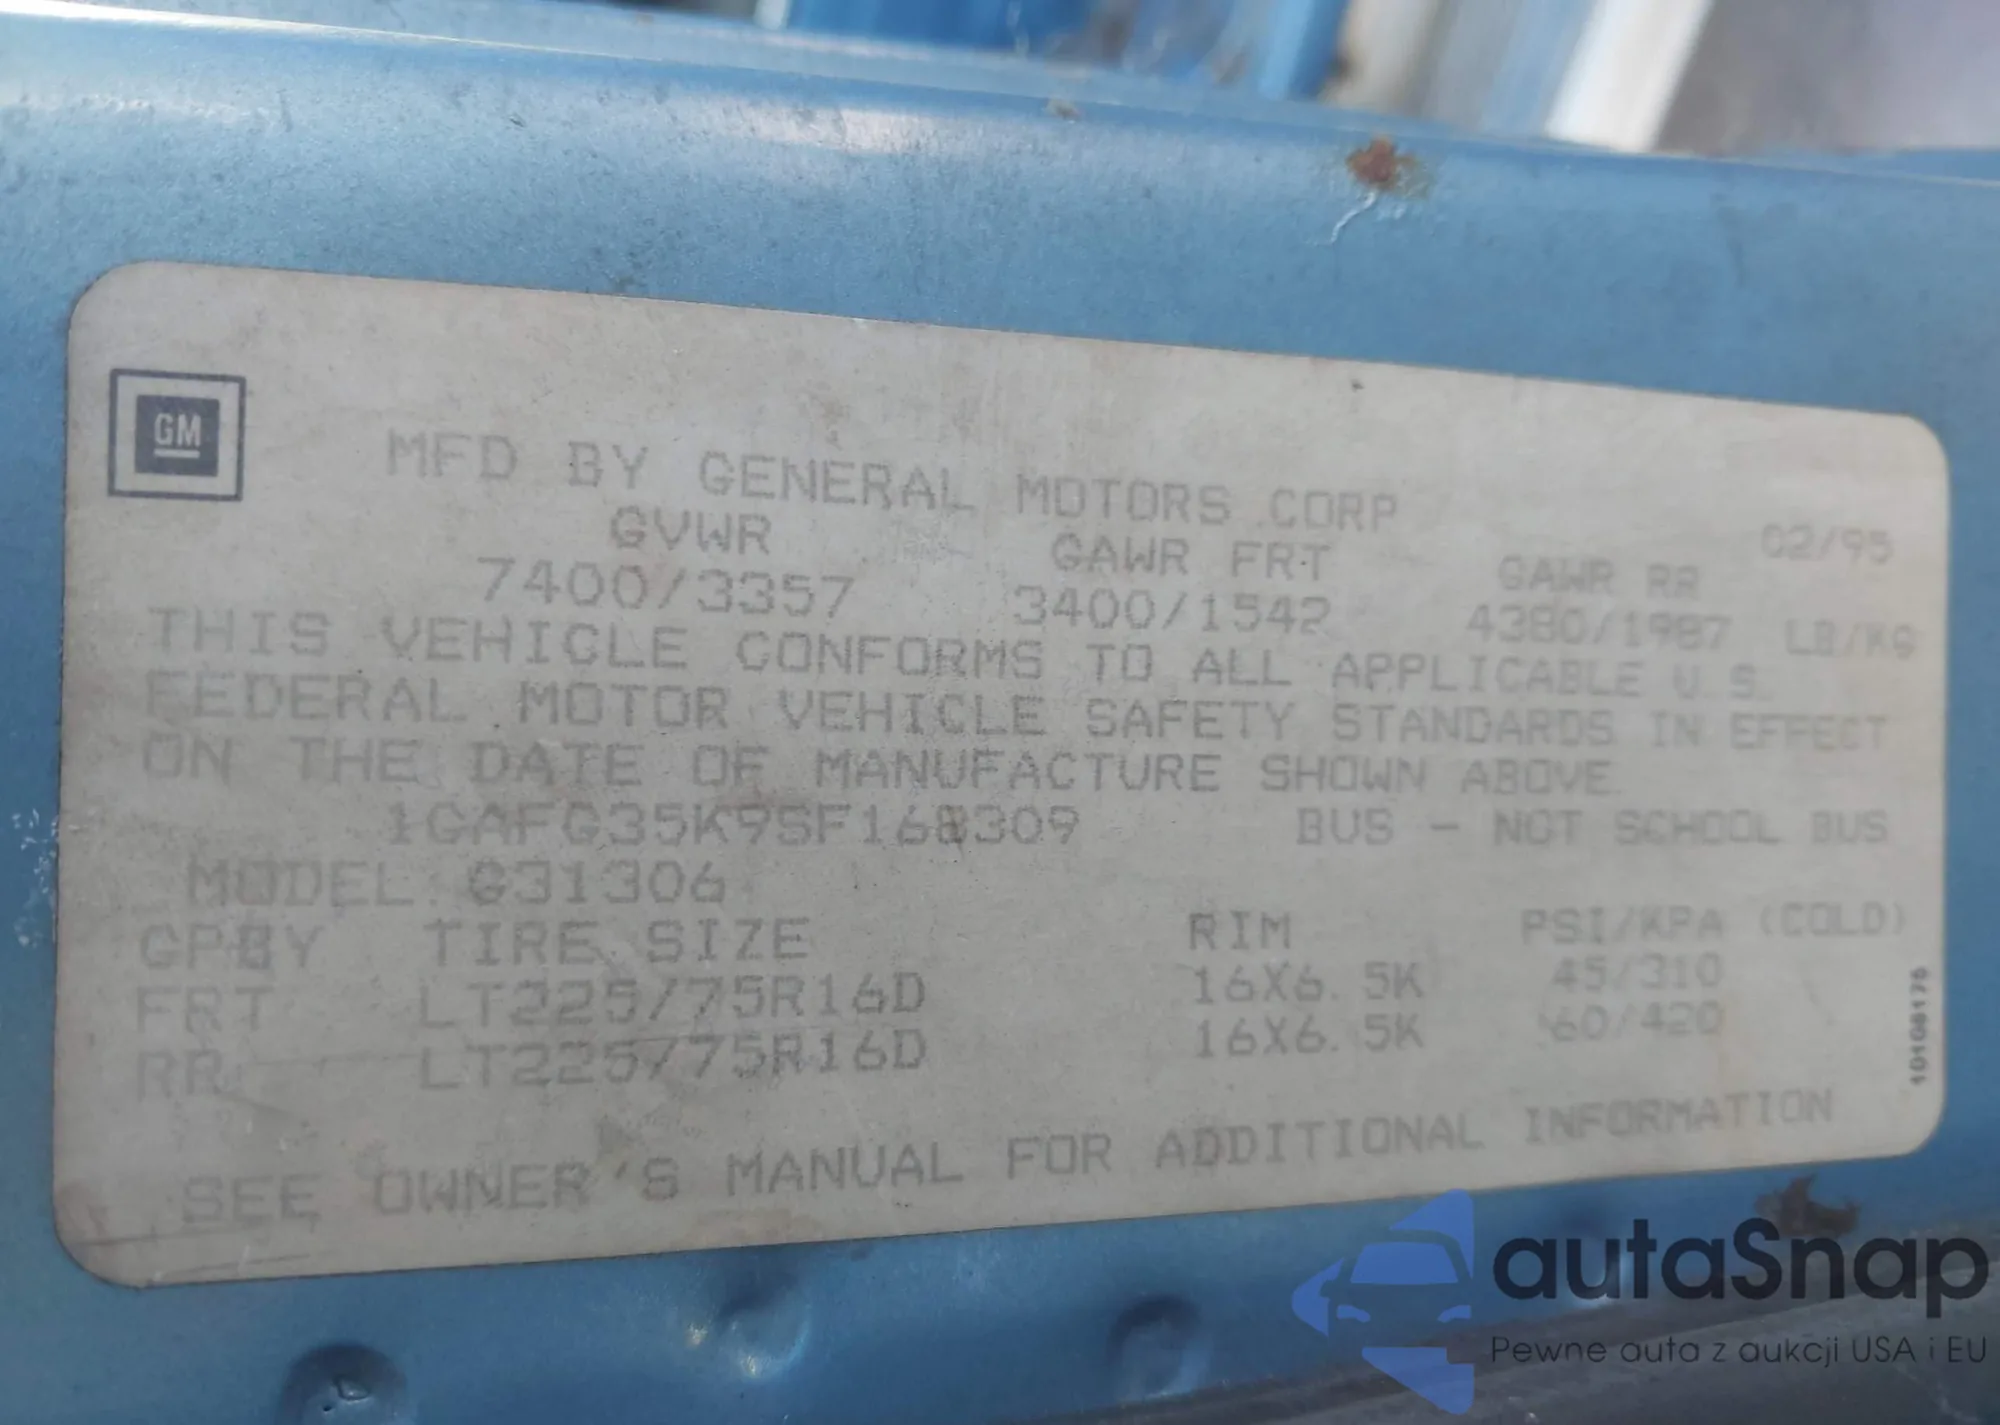 GM
MFD BY GENERAL MOTORS CORP
02/95
GVWR GAWR FRT GAWR RR
7400/3357 3400/1542 4380/1987 LB/KG
THIS VEHICLE CONFORMS TO ALL APPLICABLE U.S.
FEDERAL MOTOR VEHICLE SAFETY STANDARDS IN EFFECT
ON THE DATE OF MANUFACTURE SHOWN ABOVE.
1GAFG35K9SF168309 BUS - NOT SCHOOL BUS
MODEL: G31306
GPBY TIRE SIZE RIM PSI/KPA (COLD)
FRT LT225/75R16D 16X6.5K 45/310
RR LT225/75R16D 16X6.5K 60/420
SEE OWNER'S MANUAL FOR ADDITIONAL INFORMATION
10108176
autaSnap
Pewne auta z aukcji USA i EU